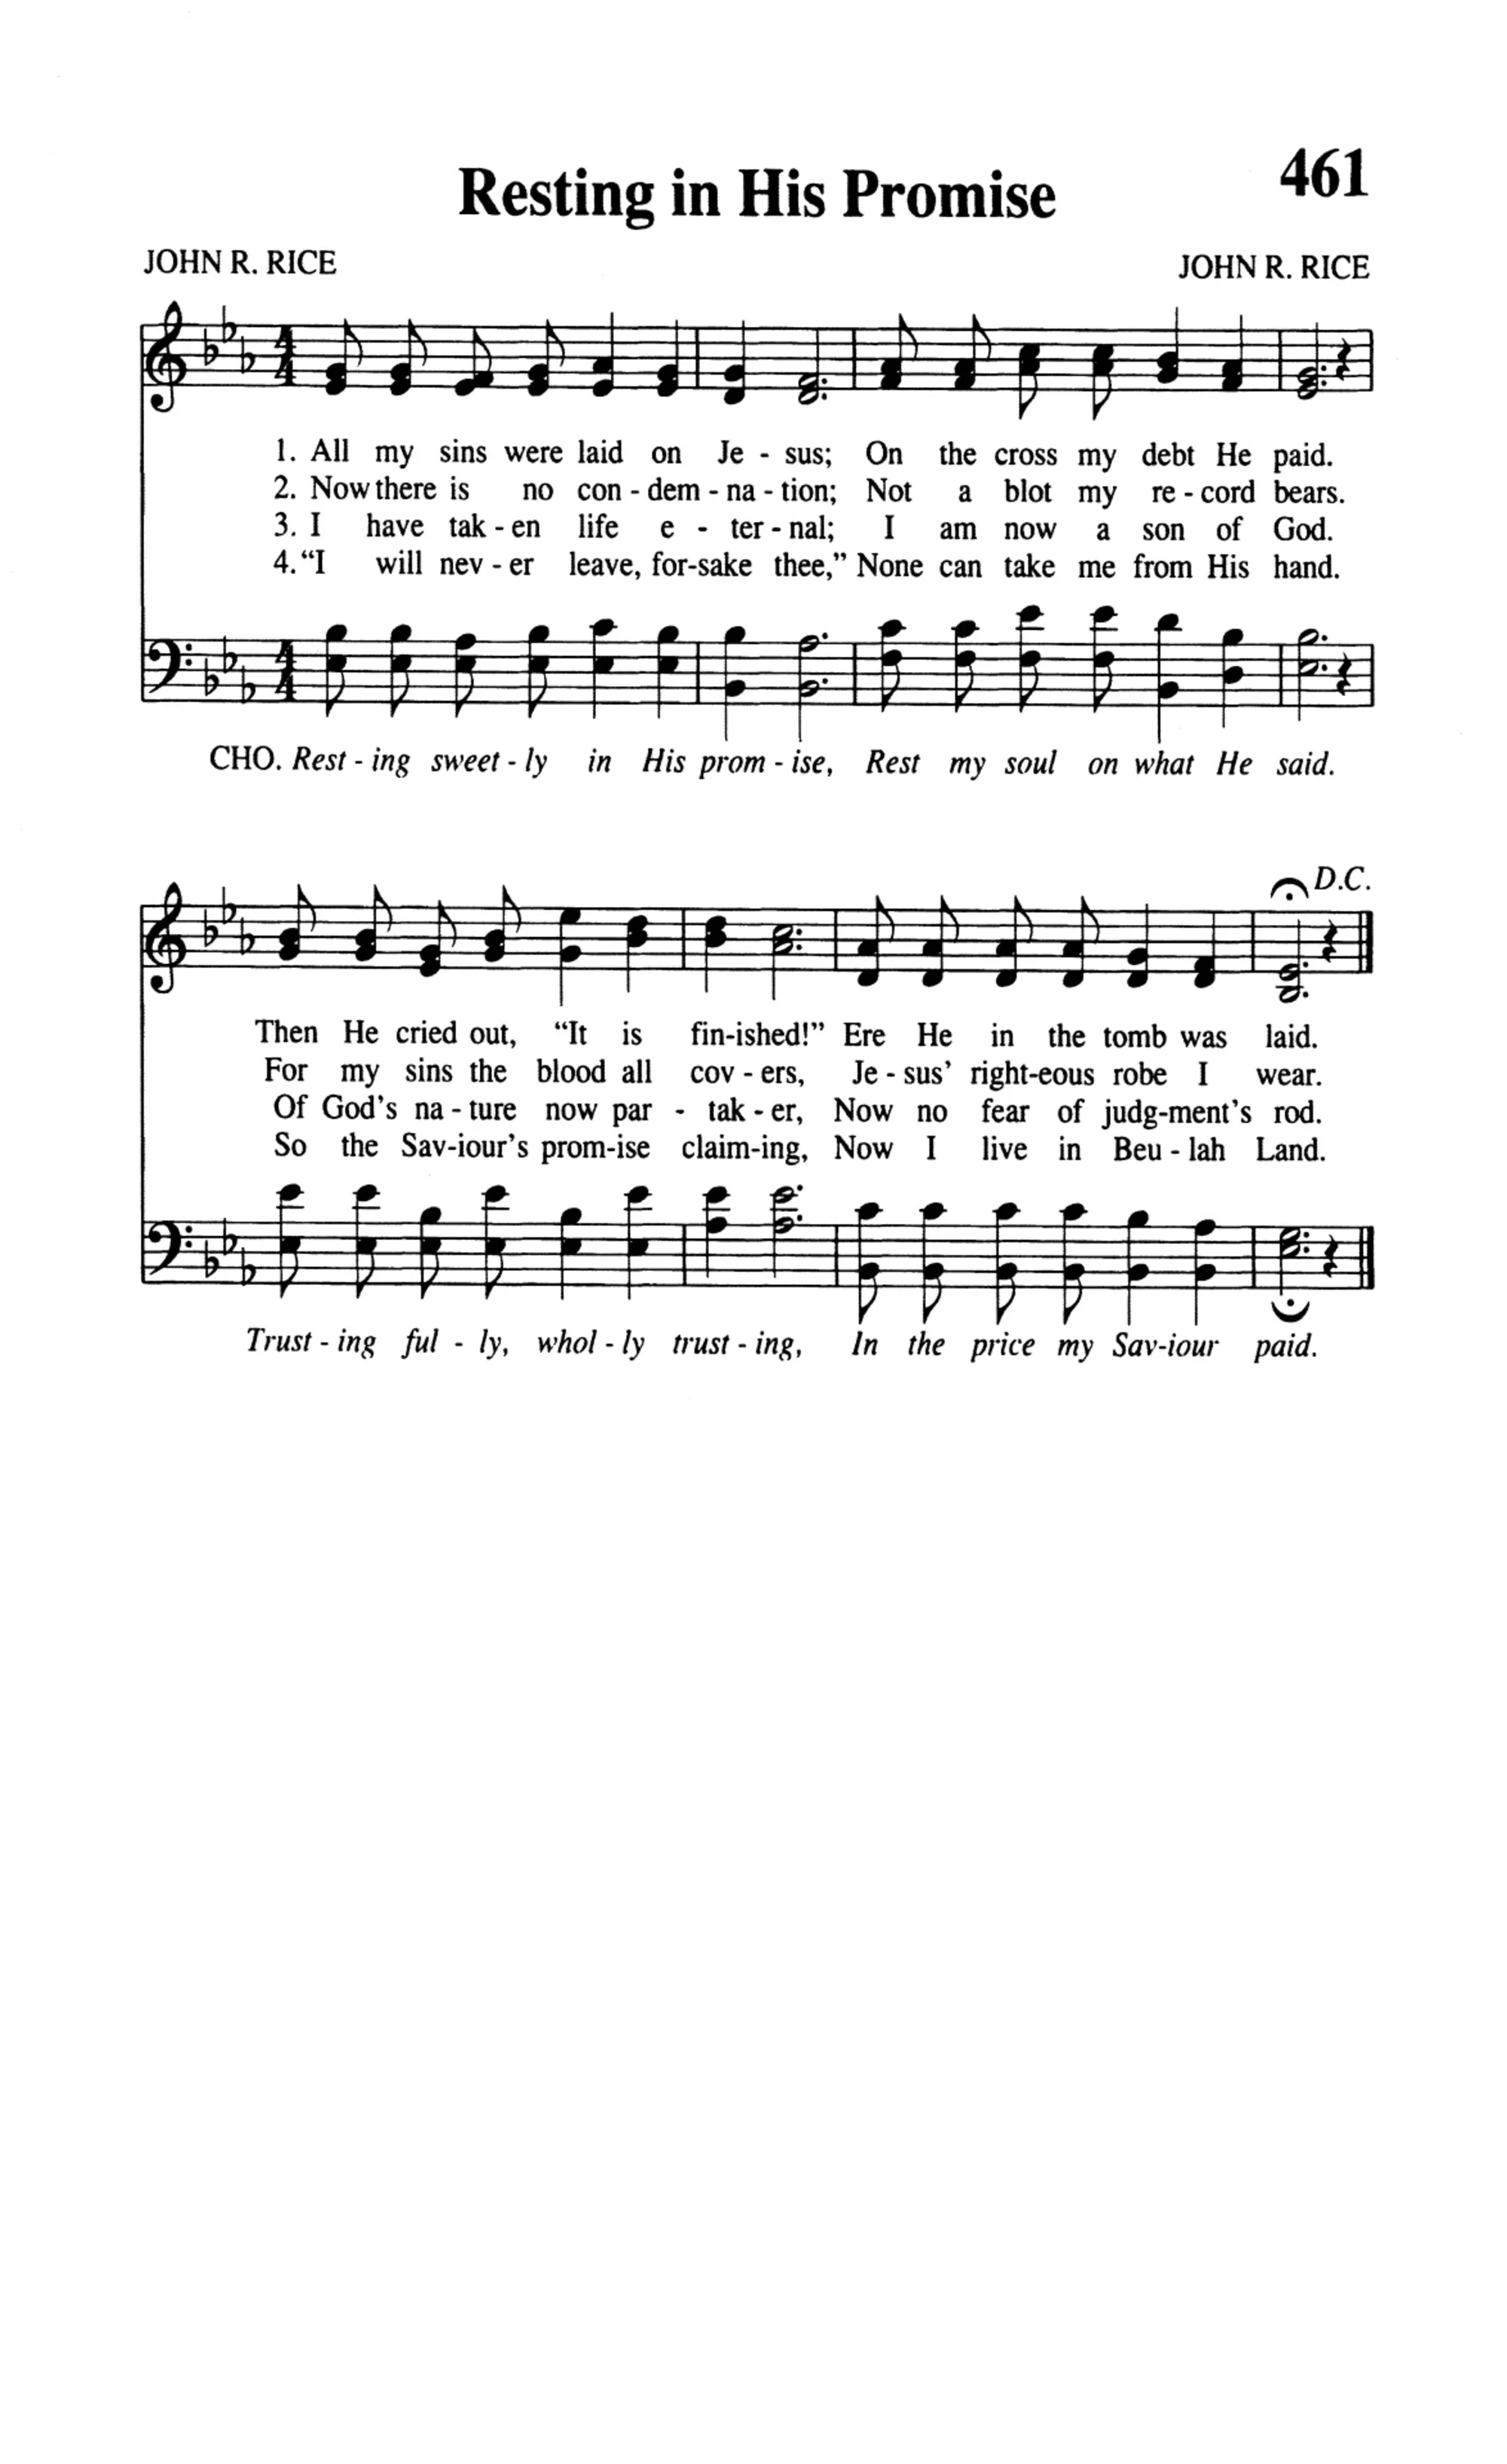 461
Resting in His Promise
JOHN R. RICE
JOHN R. RICE
4
4
1. All my sins were laid on Je - sus; On the cross my debt He paid.
2. Now there is no con - dem - na - tion; Not a blot my re - cord bears.
3. I have tak - en life e - ter - nal; I am now a son of God.
4. “I will nev - er leave, for-sake thee,” None can take me from His hand.
4
4
CHO. Rest - ing sweet - ly in His prom - ise, Rest my soul on what He said.
D.C.
Then He cried out, “It is fin-ished!” Ere He in the tomb was laid.
For my sins the blood all cov - ers, Je - sus’ right-eous robe I wear.
Of God’s na - ture now par - tak - er, Now no fear of judg-ment’s rod.
So the Sav-iour’s prom-ise claim-ing, Now I live in Beu - lah Land.
Trust - ing ful - ly, whol - ly trust - ing, In the price my Sav-iour paid.